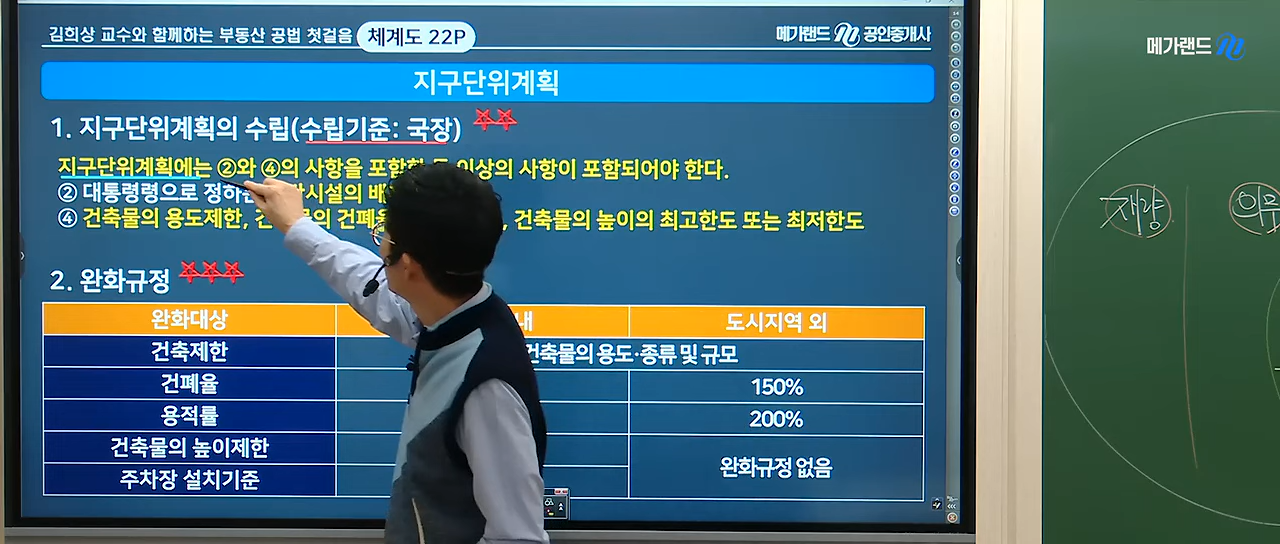 김희상 교수와 함께하는 부동산 공법 첫걸음 체계도 22P
메가랜드 공인중개사
지구단위계획
1. 지구단위계획의 수립(수립기준: 국장)
지구단위계획에는 ②와 ④의 사항을 포함한 이상의 사항이 포함되어야 한다.
② 대통령령으로 정하는
④ 건축물의 용도제한, 건폐율 , 건축물의 높이의 최고한도 또는 최저한도
2. 완화규정
완화대상 내 도시지역 외
건축제한 건축물의 용도·종류 및 규모
건폐율 150%
용적률 200%
건축물의 높이제한
완화규정 없음
주차장 설치기준
메가랜드
재량 의무